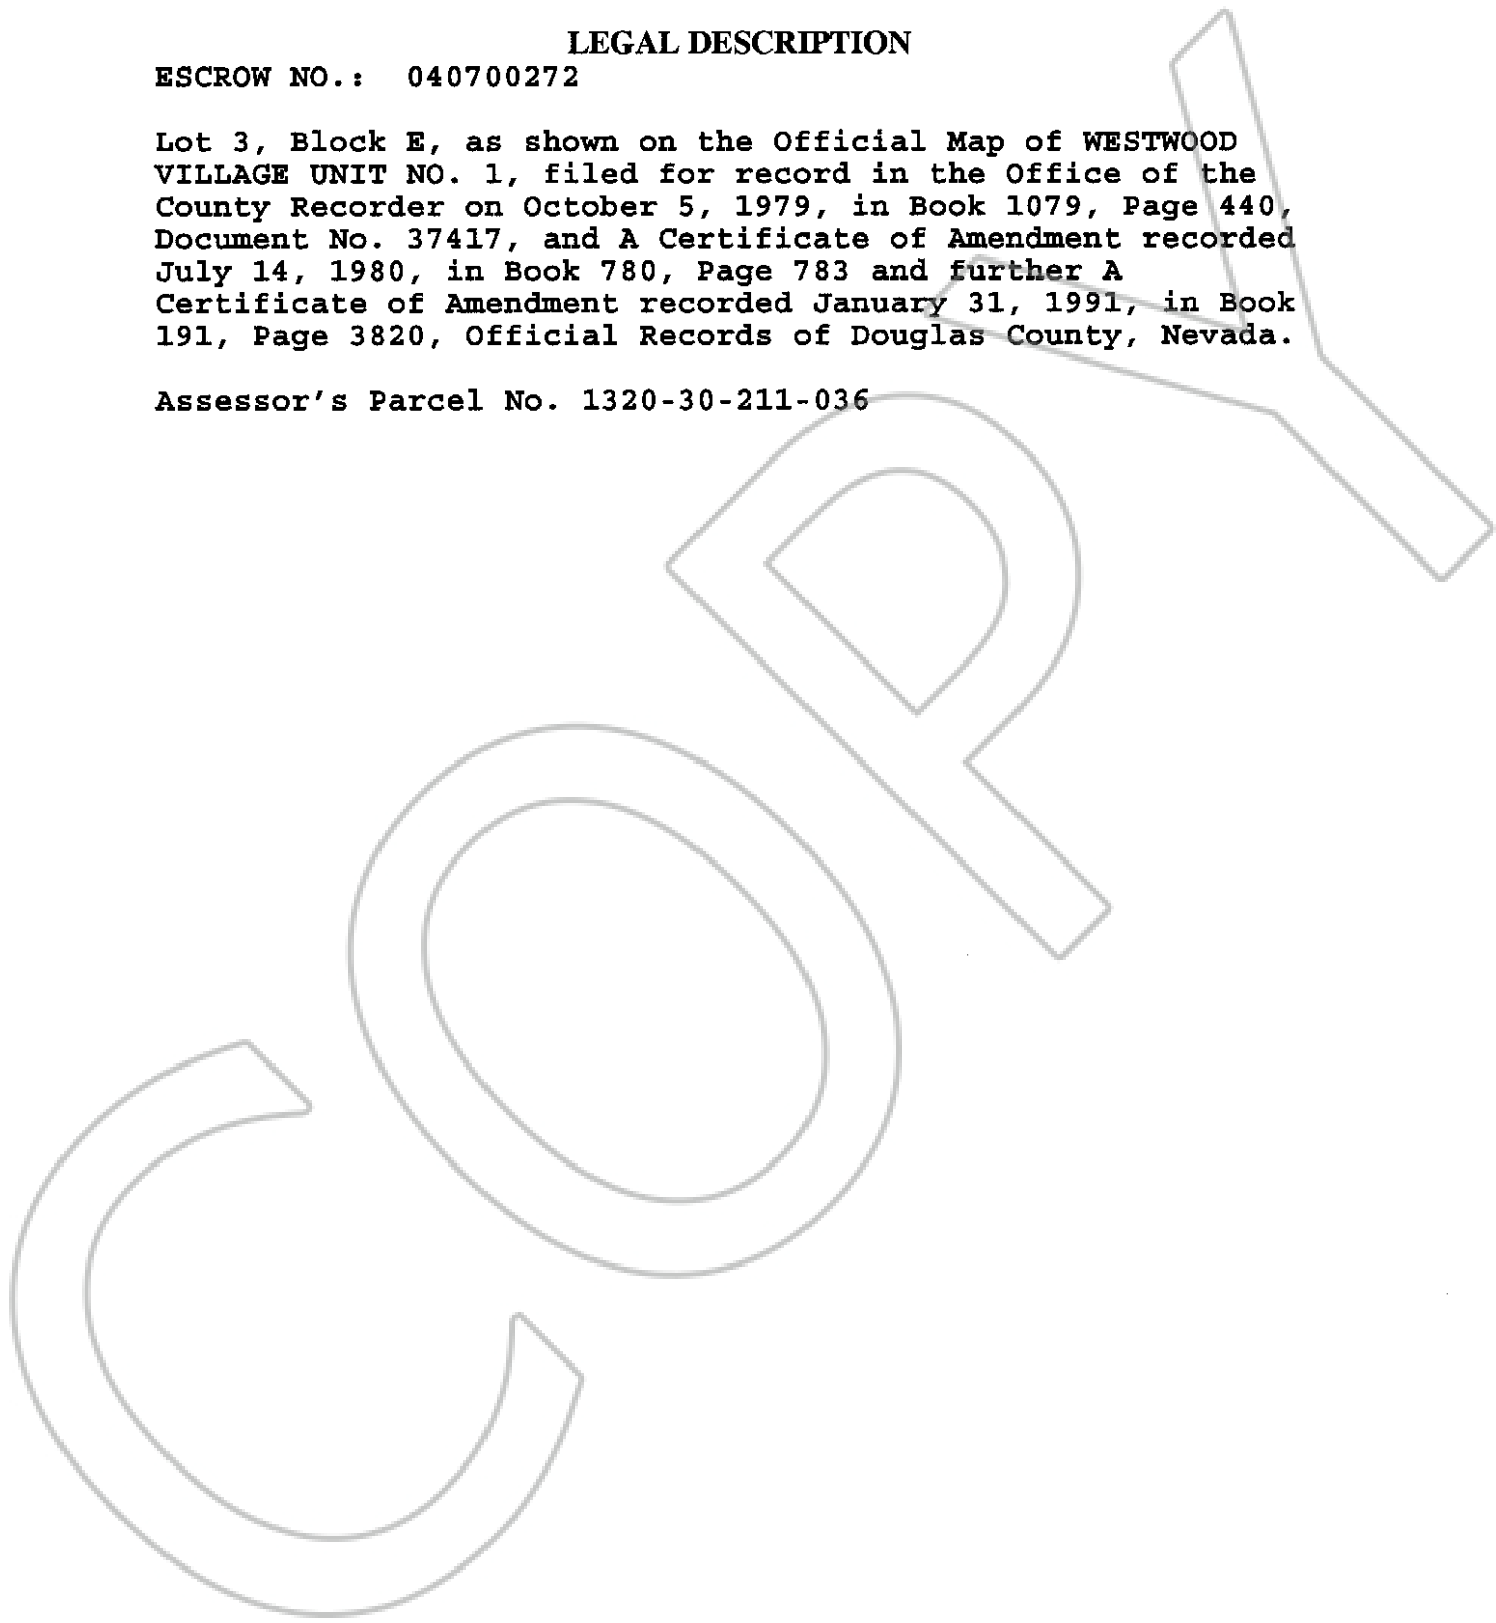 LEGAL DESCRIPTION
ESCROW NO.: 040700272
Lot 3, Block E, as shown on the Official Map of WESTWOOD
VILLAGE UNIT NO. 1, filed for record in the Office of the
County Recorder on October 5, 1979, in Book 1079, Page 440,
Document No. 37417, and A Certificate of Amendment recorded
July 14, 1980, in Book 780, Page 783 and further A
Certificate of Amendment recorded January 31, 1991, in Book
191, Page 3820, Official Records of Douglas County, Nevada.
Assessor's Parcel No. 1320-30-211-036
COPY